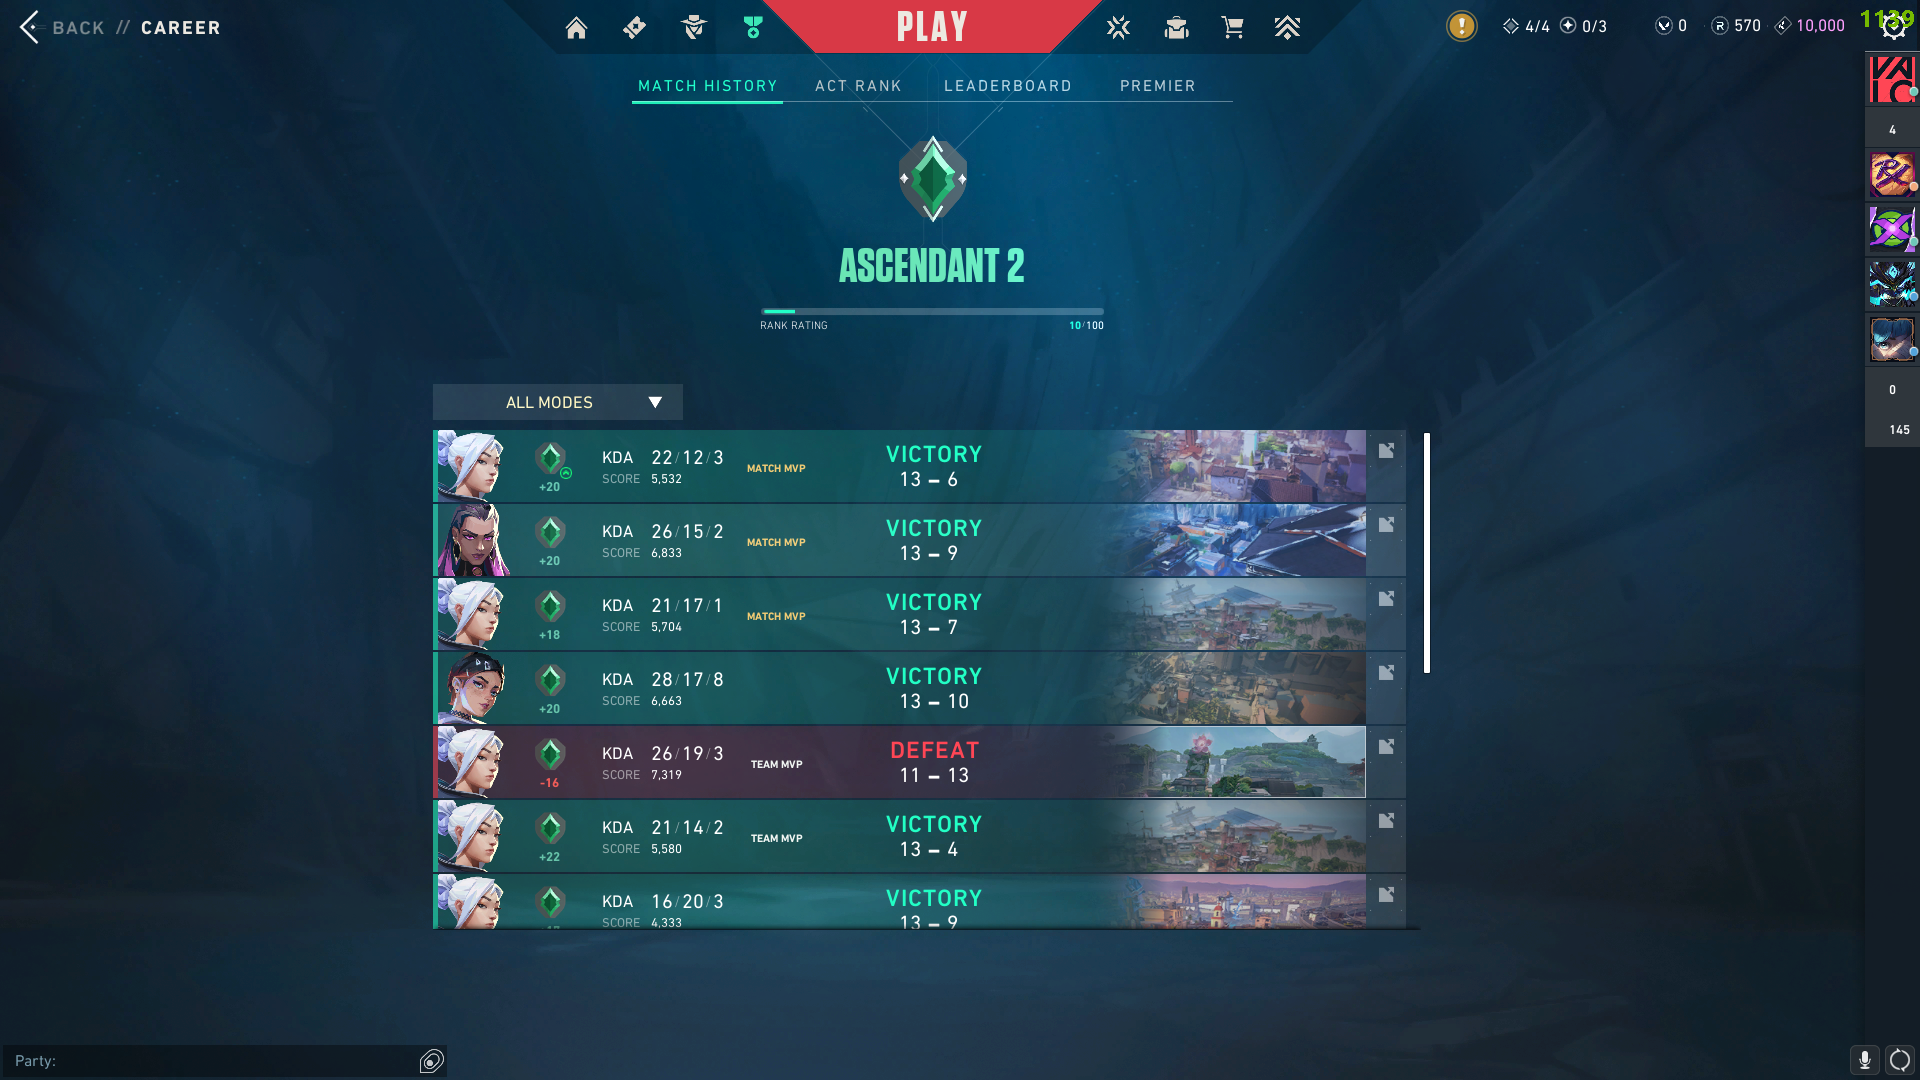 BACK // CAREER
PLAY
4/4 0/3 0 570 10,000
1139
MATCH HISTORY ACT RANK LEADERBOARD PREMIER
ASCENDANT 2
RANK RATING 10/100
ALL MODES
KDA 22/12/3
SCORE 5,532
+20
MATCH MVP
VICTORY
13 – 6
KDA 26/15/2
SCORE 6,833
+20
MATCH MVP
VICTORY
13 – 9
KDA 21/17/1
SCORE 5,704
+18
MATCH MVP
VICTORY
13 – 7
KDA 28/17/8
SCORE 6,663
+20
VICTORY
13 – 10
KDA 26/19/3
SCORE 7,319
-16
TEAM MVP
DEFEAT
11 – 13
KDA 21/14/2
SCORE 5,580
+22
TEAM MVP
VICTORY
13 – 4
KDA 16/20/3
SCORE 4,333
VICTORY
13 – 9
4
0
145
Party: